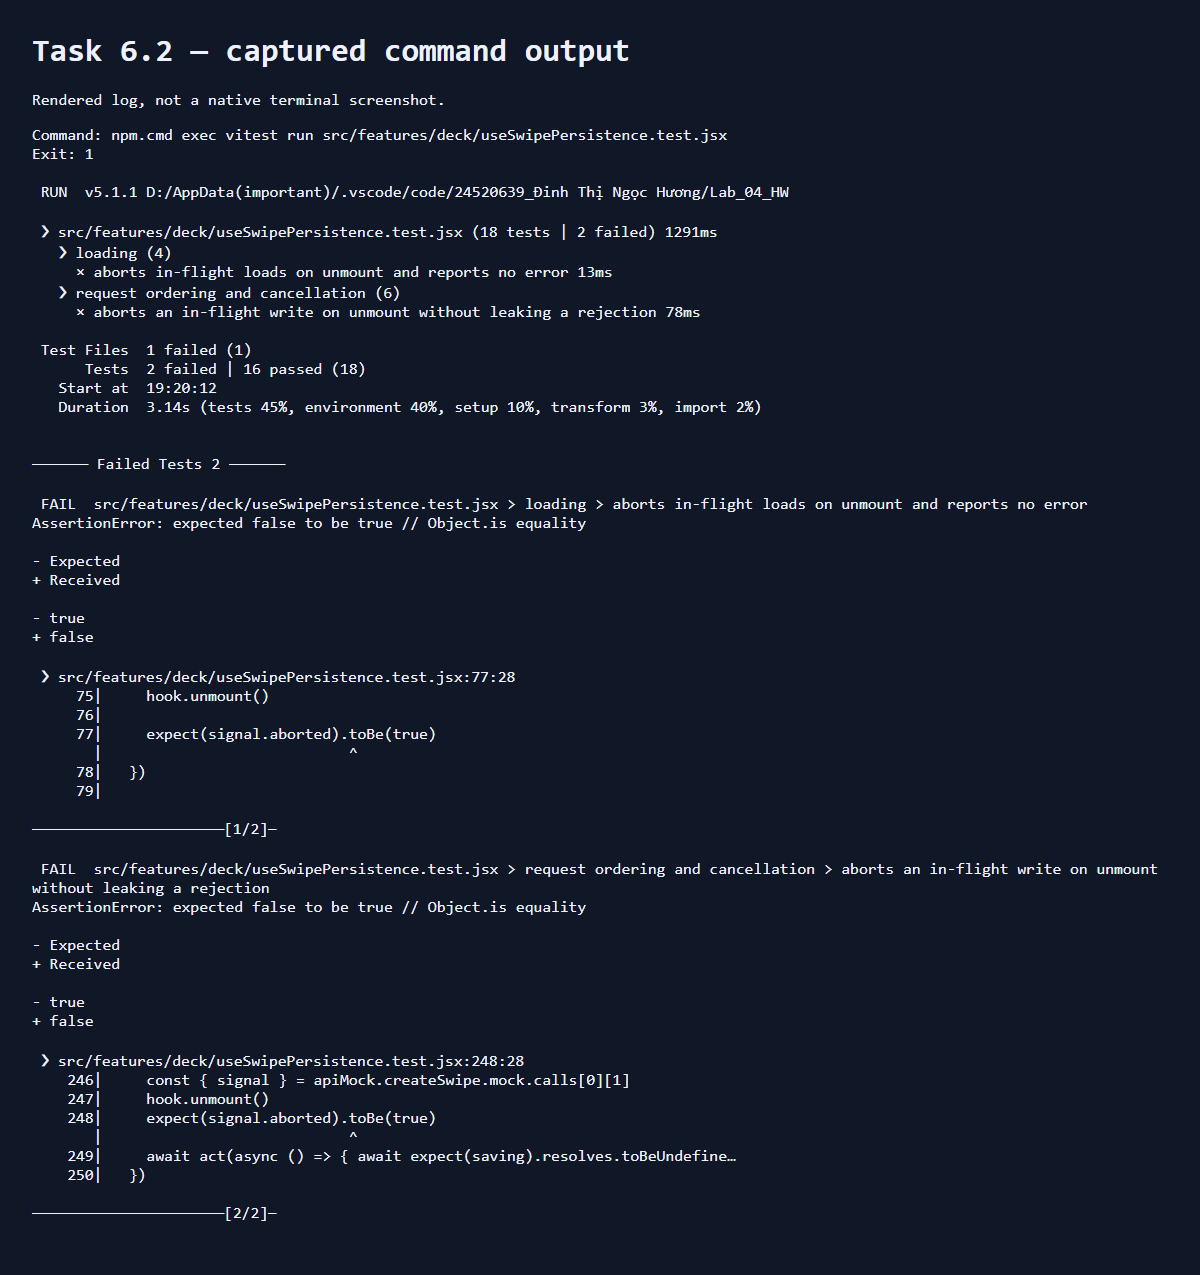 Task 6.2 — captured command output
Rendered log, not a native terminal screenshot.
Command: npm.cmd exec vitest run src/features/deck/useSwipePersistence.test.jsx
Exit: 1
RUN  v5.1.1 D:/AppData(important)/.vscode/code/24520639_Đinh Thị Ngọc Hương/Lab_04_HW
❯ src/features/deck/useSwipePersistence.test.jsx (18 tests | 2 failed) 1291ms
❯ loading (4)
× aborts in-flight loads on unmount and reports no error 13ms
❯ request ordering and cancellation (6)
× aborts an in-flight write on unmount without leaking a rejection 78ms
Test Files  1 failed (1)
Tests  2 failed | 16 passed (18)
Start at  19:20:12
Duration  3.14s (tests 45%, environment 40%, setup 10%, transform 3%, import 2%)
─────── Failed Tests 2 ───────
FAIL  src/features/deck/useSwipePersistence.test.jsx > loading > aborts in-flight loads on unmount and reports no error
AssertionError: expected false to be true // Object.is equality
- Expected
+ Received
- true
+ false
❯ src/features/deck/useSwipePersistence.test.jsx:77:28
75|     hook.unmount()
76|
77|     expect(signal.aborted).toBe(true)
|                            ^
78|   })
79|
────────────────────────[1/2]─
FAIL  src/features/deck/useSwipePersistence.test.jsx > request ordering and cancellation > aborts an in-flight write on unmount
without leaking a rejection
AssertionError: expected false to be true // Object.is equality
- Expected
+ Received
- true
+ false
❯ src/features/deck/useSwipePersistence.test.jsx:248:28
246|     const { signal } = apiMock.createSwipe.mock.calls[0][1]
247|     hook.unmount()
248|     expect(signal.aborted).toBe(true)
|                            ^
249|     await act(async () => { await expect(saving).resolves.toBeUndefine…
250|   })
────────────────────────[2/2]─